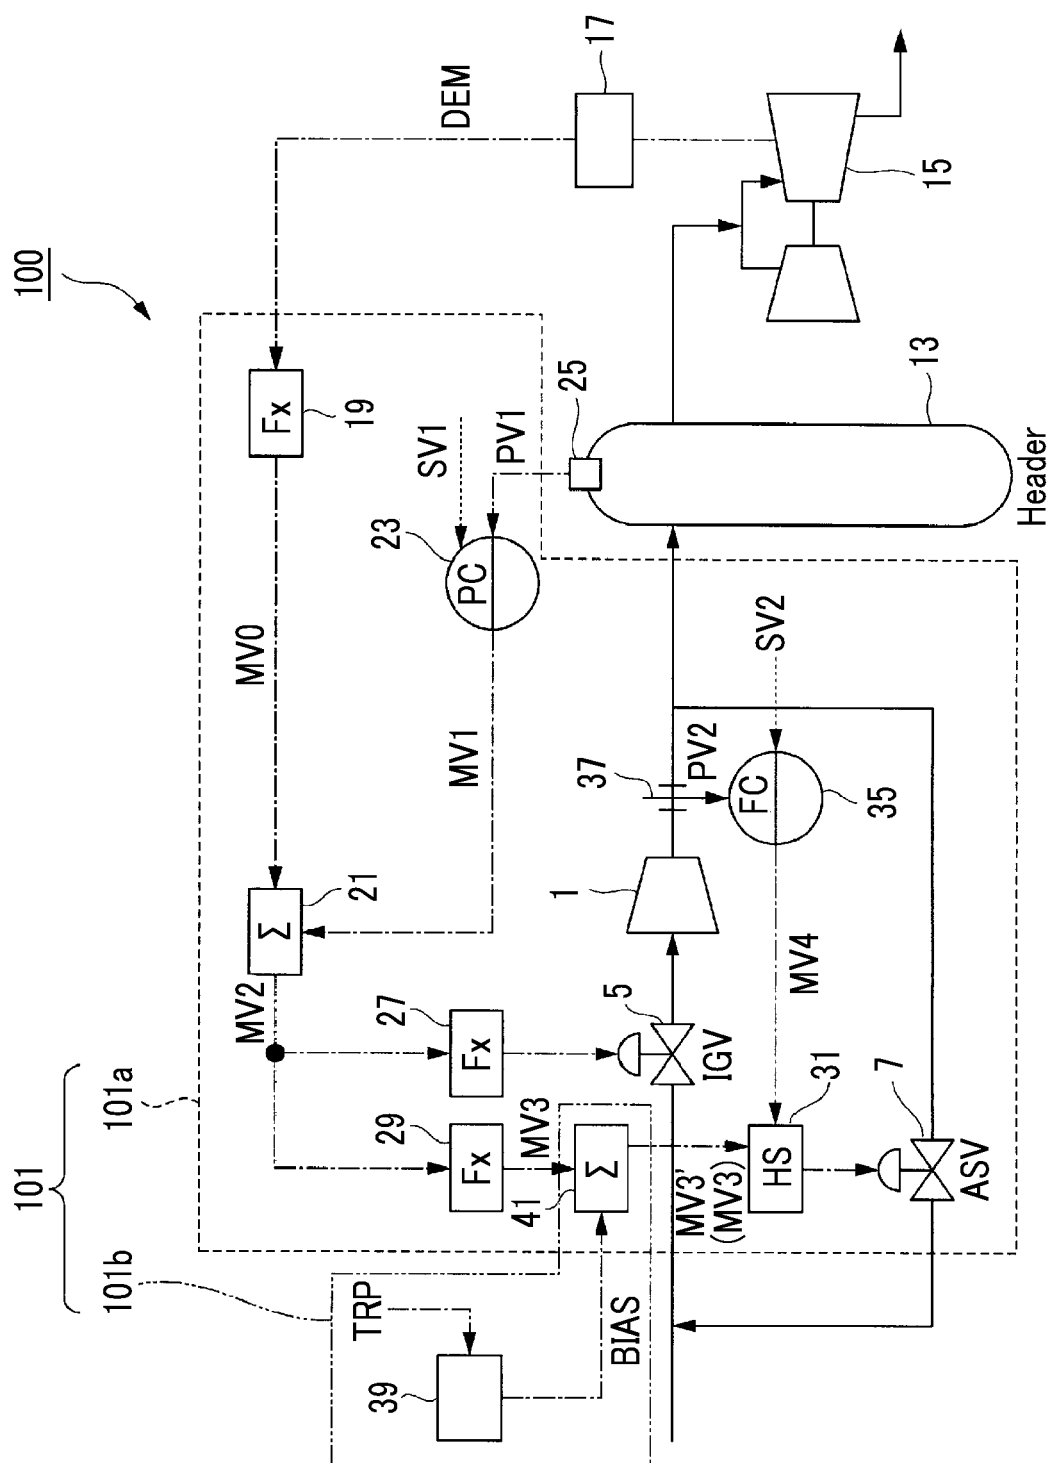 100
101
101a
101b
DEM
17
Fx
19
MV0
SV1
PV1
25
23
PC
MV1
Σ
21
MV2
27
Fx
29
Fx
MV3
Σ
41
TRP
39
BIAS
MV3'
(MV3)
HS
31
MV4
5
IGV
1
37
PV2
FC
35
SV2
7
ASV
13
Header
15